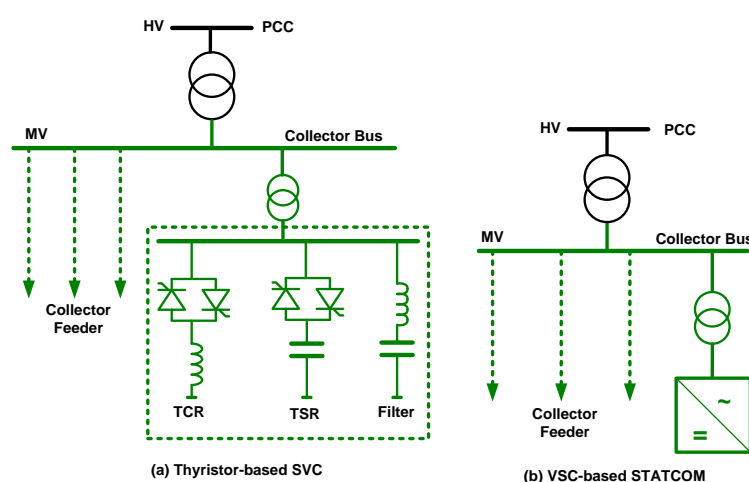 HV PCC
MV Collector Bus
Collector
Feeder
TCR TSR Filter
(a) Thyristor-based SVC
HV PCC
MV Collector Bus
Collector
Feeder
~
=
(b) VSC-based STATCOM